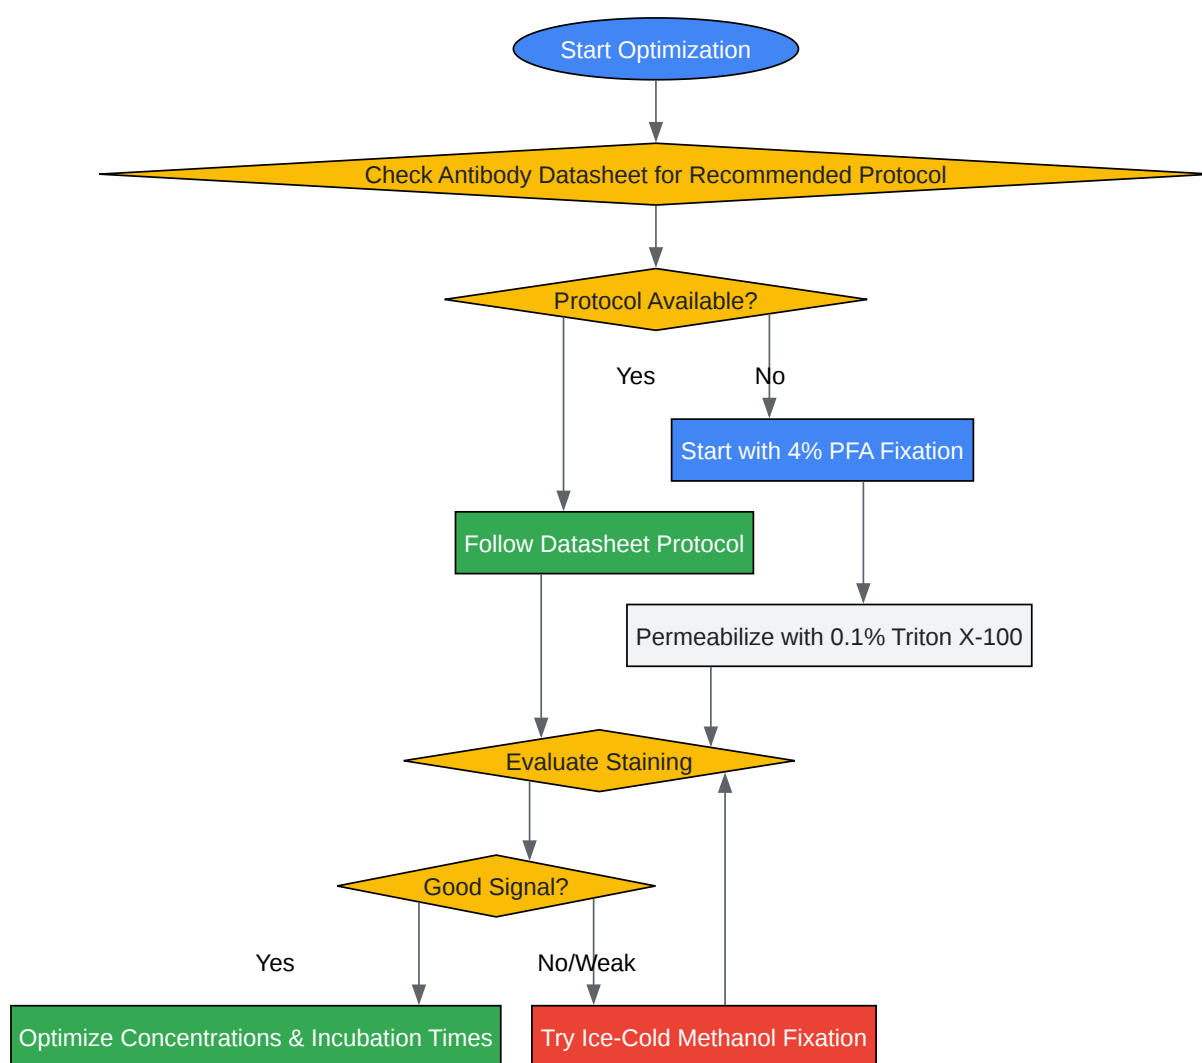 Start Optimization
Check Antibody Datasheet for Recommended Protocol
Protocol Available?
Yes
No
Start with 4% PFA Fixation
Follow Datasheet Protocol
Permeabilize with 0.1% Triton X-100
Evaluate Staining
Good Signal?
Yes
No/Weak
Optimize Concentrations & Incubation Times
Try Ice-Cold Methanol Fixation